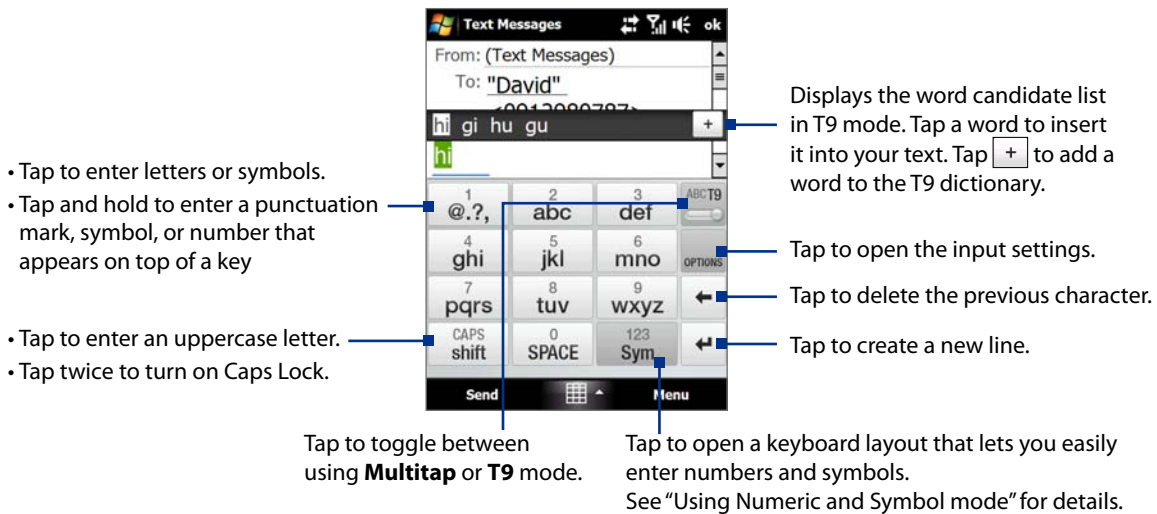 Text Messages ok
From: (Text Messages)
To: "David"
hi gi hu gu +
hi
1 2 3 ABC T9
@.?, abc def
4 5 6
ghi jkl mno OPTIONS
7 8 9
pqrs tuv wxyz
CAPS 0 123
shift SPACE Sym
Send Menu
• Tap to enter letters or symbols.
• Tap and hold to enter a punctuation
mark, symbol, or number that
appears on top of a key
• Tap to enter an uppercase letter.
• Tap twice to turn on Caps Lock.
Displays the word candidate list
in T9 mode. Tap a word to insert
it into your text. Tap + to add a
word to the T9 dictionary.
Tap to open the input settings.
Tap to delete the previous character.
Tap to create a new line.
Tap to toggle between
using Multitap or T9 mode.
Tap to open a keyboard layout that lets you easily
enter numbers and symbols.
See “Using Numeric and Symbol mode” for details.